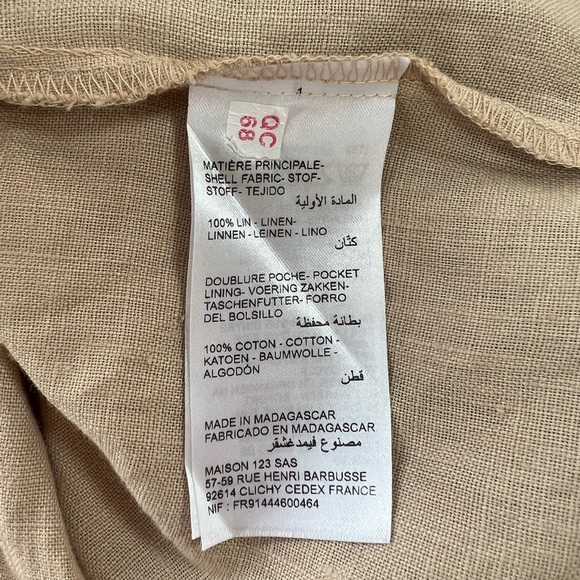 1
QC
68
MATIÈRE PRINCIPALE-
SHELL FABRIC- STOF-
STOFF- TEJIDO
المادة الأولية
100% LIN - LINEN-
LINNEN - LEINEN - LINO
كتّان
DOUBLURE POCHE- POCKET
LINING- VOERING ZAKKEN-
TASCHENFUTTER- FORRO
DEL BOLSILLO
بطانة محفظة
100% COTON - COTTON -
KATOEN - BAUMWOLLE -
ALGODÓN
قطن
MADE IN MADAGASCAR
FABRICADO EN MADAGASCAR
مصنوع فيمدغشقر
MAISON 123 SAS
57-59 RUE HENRI BARBUSSE
92614 CLICHY CEDEX FRANCE
NIF : FR91444600464